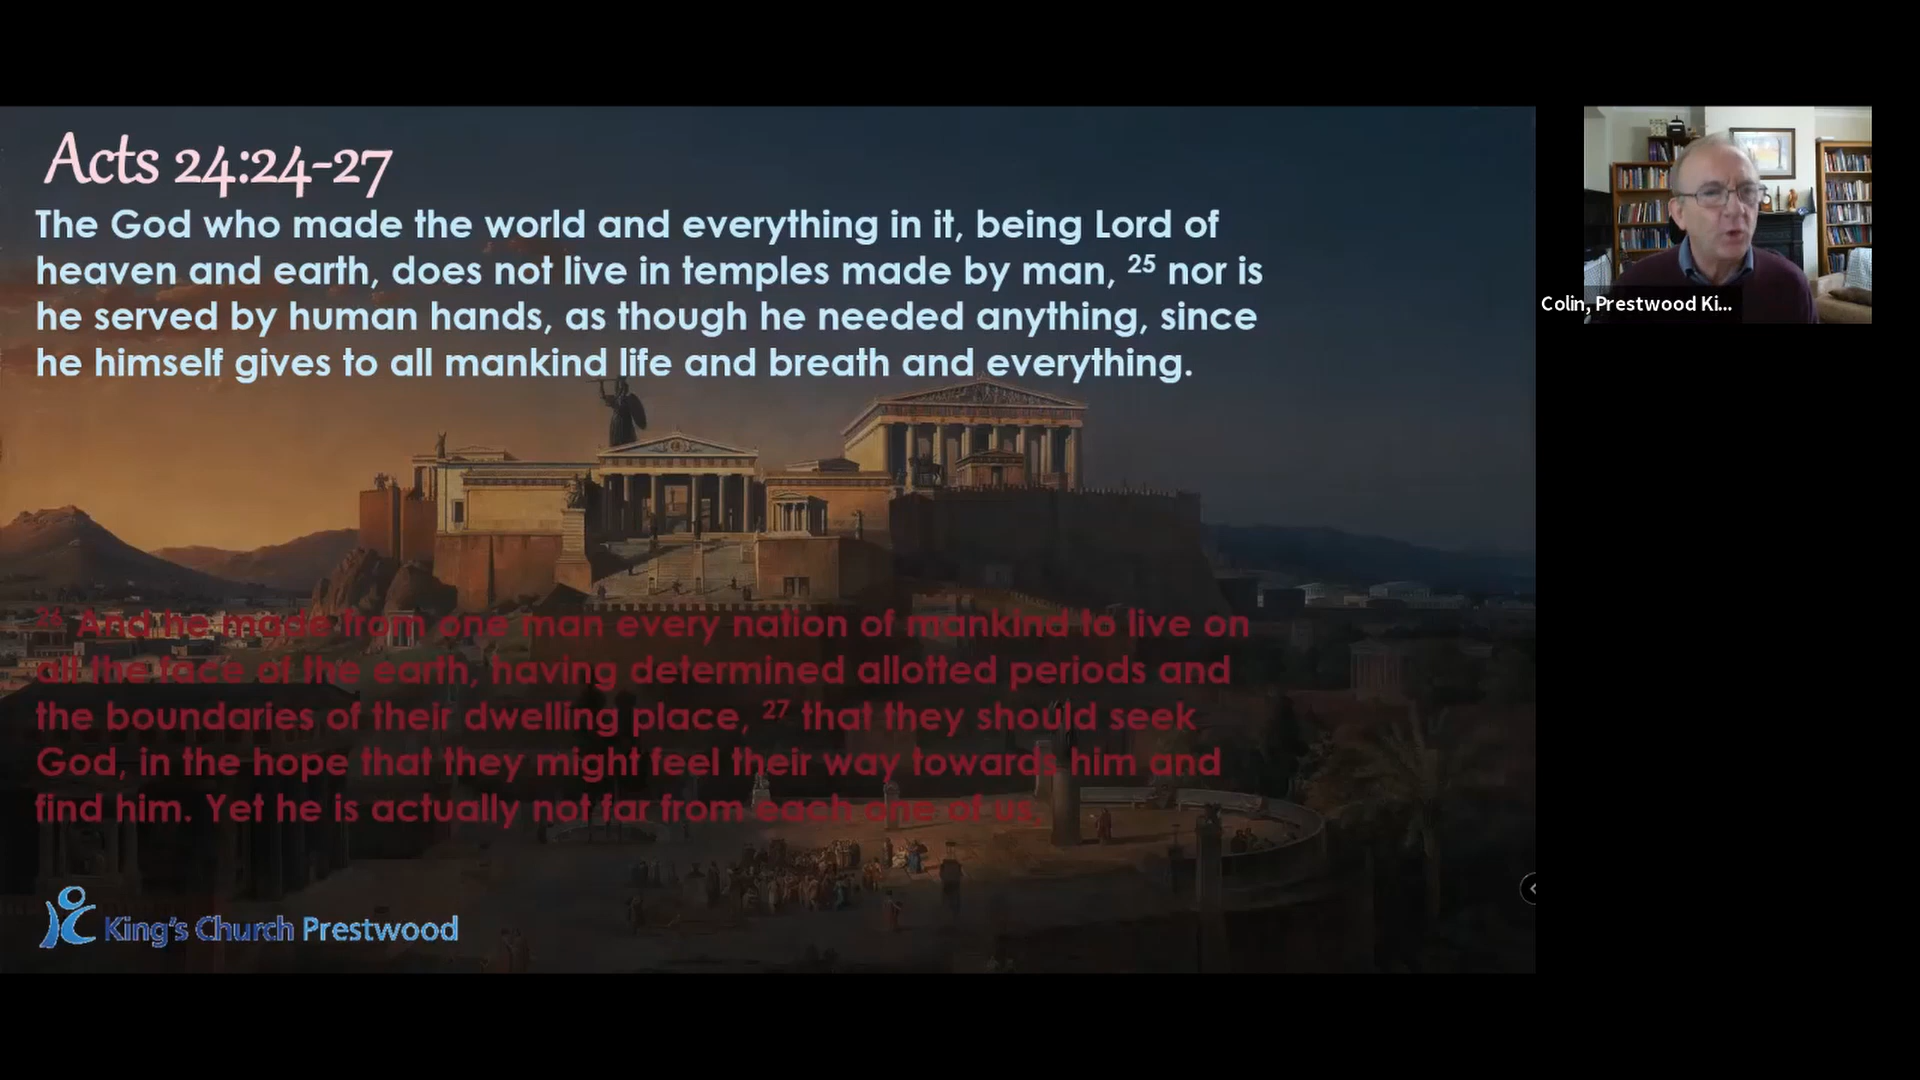 Acts 24:24-27
The God who made the world and everything in it, being Lord of
heaven and earth, does not live in temples made by man, 25 nor is
he served by human hands, as though he needed anything, since
he himself gives to all mankind life and breath and everything.
26 And he made from one man every nation of mankind to live on
all the face of the earth, having determined allotted periods and
the boundaries of their dwelling place, 27 that they should seek
God, in the hope that they might feel their way towards him and
find him. Yet he is actually not far from each one of us,
King's Church Prestwood
Colin, Prestwood Ki...